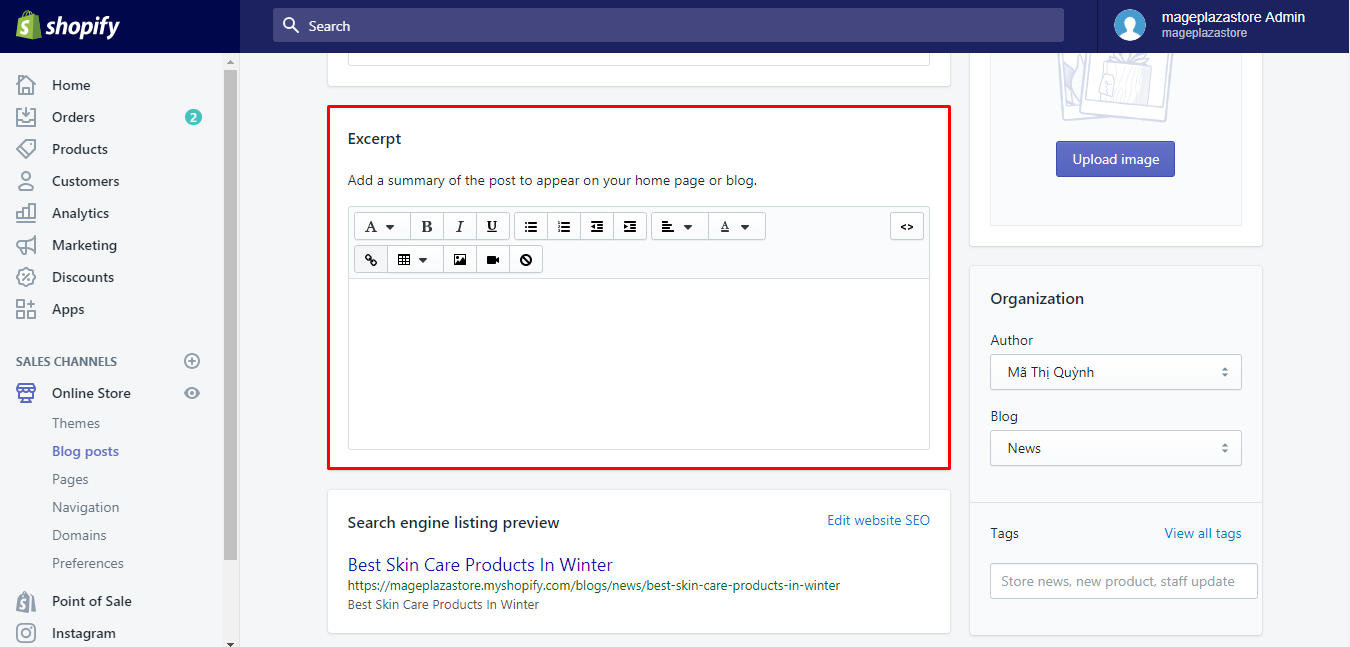 shopify
Search
mageplazastore Admin
mageplazastore
Home
Orders 2
Products
Customers
Analytics
Marketing
Discounts
Apps
SALES CHANNELS
Online Store
Themes
Blog posts
Pages
Navigation
Domains
Preferences
Point of Sale
Instagram
Excerpt
Add a summary of the post to appear on your home page or blog.
A B I U A <>
Search engine listing preview
Edit website SEO
Best Skin Care Products In Winter
https://mageplazastore.myshopify.com/blogs/news/best-skin-care-products-in-winter
Best Skin Care Products In Winter
Upload image
Organization
Author
Mã Thị Quỳnh
Blog
News
Tags
View all tags
Store news, new product, staff update